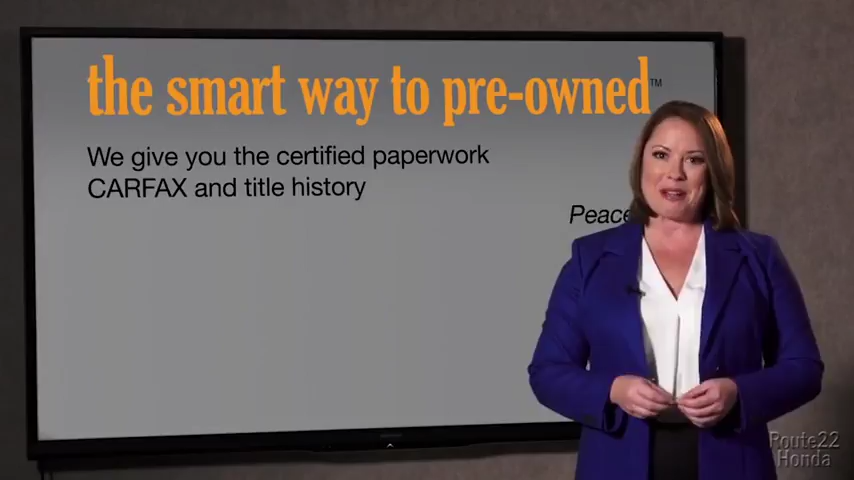 the smart way to pre-owned™
We give you the certified paperwork
CARFAX and title history
Peace
Route22
Honda